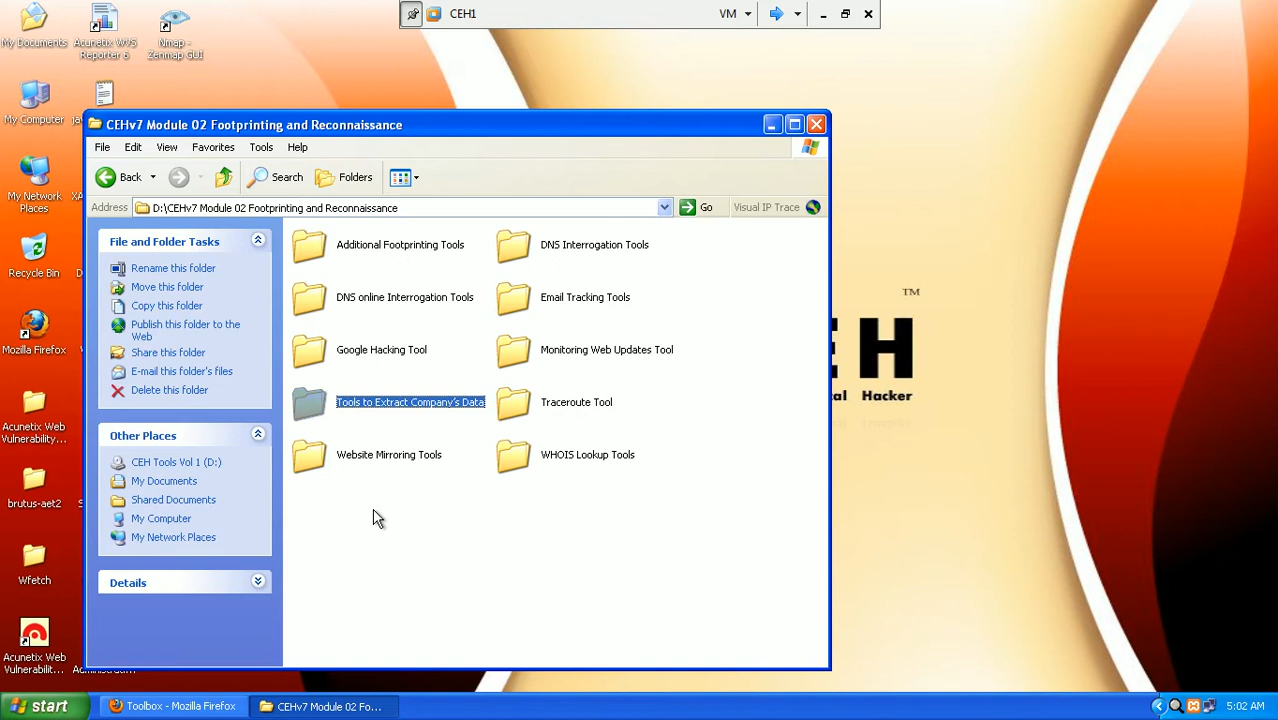 CEH1
VM
My Documents
Acunetix WVS
Reporter 6
Nmap -
Zenmap GUI
My Computer
My Network
Places
Recycle Bin
Mozilla Firefox
Acunetix Web
Vulnerability...
brutus-aet2
Wfetch
Acunetix Web
Vulnerabilit...
CEHv7 Module 02 Footprinting and Reconnaissance
File Edit View Favorites Tools Help
Back Search Folders
Address D:\CEHv7 Module 02 Footprinting and Reconnaissance Go Visual IP Trace
File and Folder Tasks
Rename this folder
Move this folder
Copy this folder
Publish this folder to the
Web
Share this folder
E-mail this folder's files
Delete this folder
Other Places
CEH Tools Vol 1 (D:)
My Documents
Shared Documents
My Computer
My Network Places
Details
Additional Footprinting Tools
DNS Interrogation Tools
DNS online Interrogation Tools
Email Tracking Tools
Google Hacking Tool
Monitoring Web Updates Tool
Tools to Extract Company's Data
Traceroute Tool
Website Mirroring Tools
WHOIS Lookup Tools
TM
EH
al Hacker
start
Toolbox - Mozilla Firefox
CEHv7 Module 02 Fo...
5:02 AM